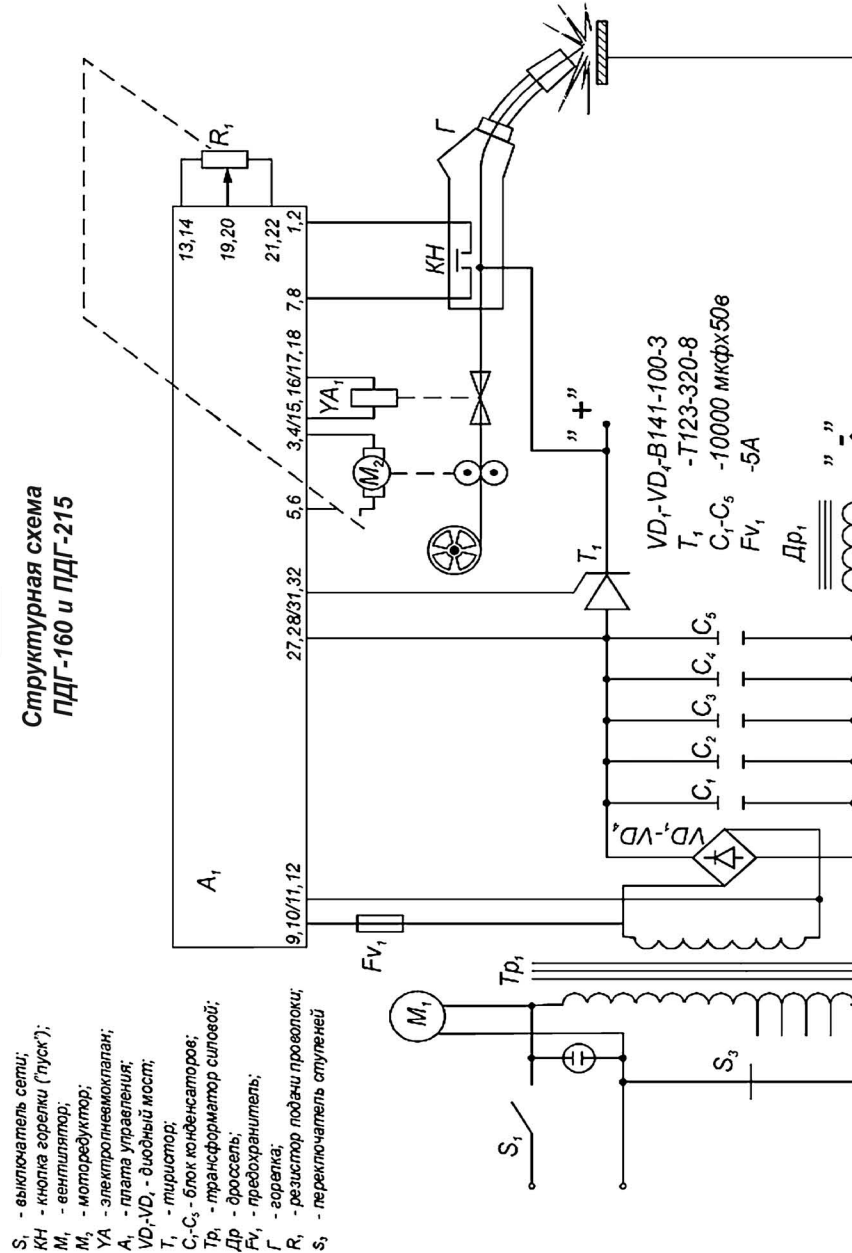 Структурная схема
ПДГ-160 и ПДГ-215
S₁ - выключатель сети;
КН - кнопка горелки ("пуск");
M₁ - вентилятор;
M₂ - моторедуктор;
YA - электропневмоклапан;
A₁ - плата управления;
VD₁-VD₄ - диодный мост;
T₁ - тиристор;
C₁-C₅ - блок конденсаторов;
Тр₁ - трансформатор силовой;
Др - дроссель;
Fv₁ - предохранитель;
Г - горелка;
R₁ - резистор подачи проволоки;
s₃ - переключатель ступеней
A₁
13,14
19,20
21,22
R₁
9,10/11,12
27,28/31,32
5,6
3,4/15,16/17,18
7,8
1,2
Fv₁
M₂
YA₁
КН
Г
M₁
Тр₁
VD₁-VD₄
C₁
C₂
C₃
C₄
C₅
T₁
„ + ”
S₁
S₃
VD₁-VD₄-В141-100-3
T₁ -Т123-320-8
C₁-C₅ -10000 мкфх50в
Fv₁ -5А
Др₁
„ - ”